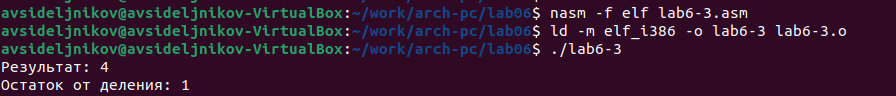 avsideljnikov@avsideljnikov-VirtualBox:~/work/arch-pc/lab06$ nasm -f elf lab6-3.asm
avsideljnikov@avsideljnikov-VirtualBox:~/work/arch-pc/lab06$ ld -m elf_i386 -o lab6-3 lab6-3.o
avsideljnikov@avsideljnikov-VirtualBox:~/work/arch-pc/lab06$ ./lab6-3
Результат: 4
Остаток от деления: 1